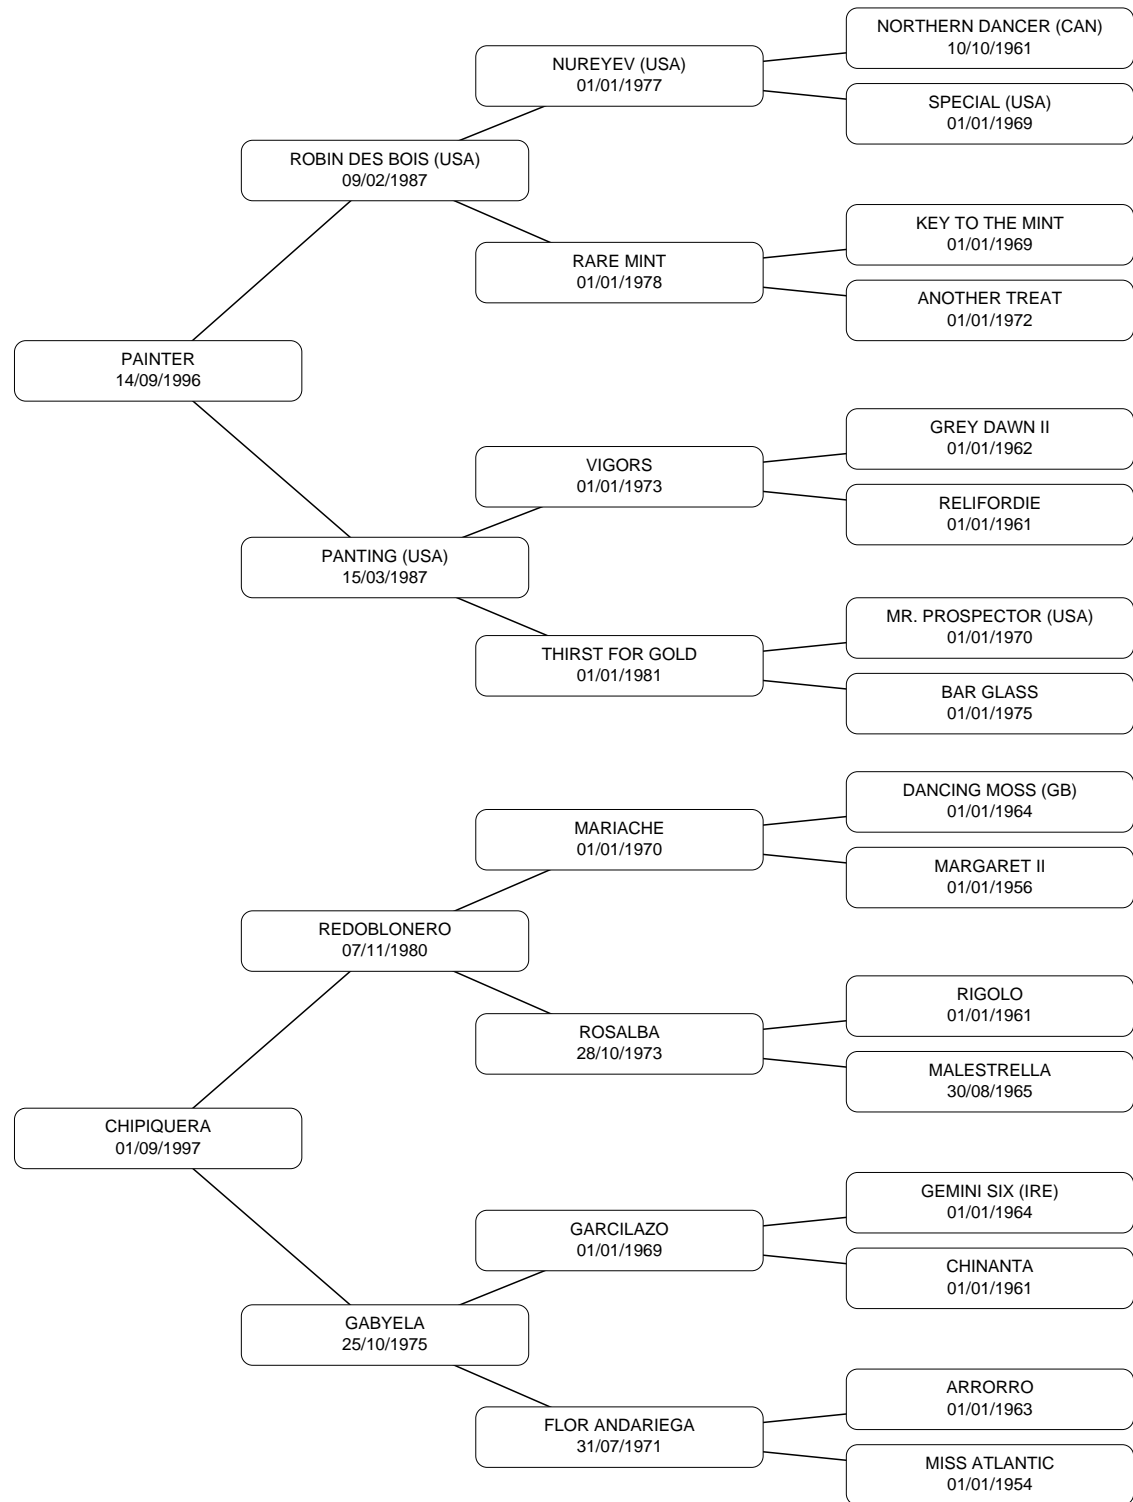 NORTHERN DANCER (CAN)
10/10/1961
NUREYEV (USA)
01/01/1977
SPECIAL (USA)
01/01/1969
ROBIN DES BOIS (USA)
09/02/1987
KEY TO THE MINT
01/01/1969
RARE MINT
01/01/1978
ANOTHER TREAT
01/01/1972
PAINTER
14/09/1996
GREY DAWN II
01/01/1962
VIGORS
01/01/1973
RELIFORDIE
01/01/1961
PANTING (USA)
15/03/1987
MR. PROSPECTOR (USA)
01/01/1970
THIRST FOR GOLD
01/01/1981
BAR GLASS
01/01/1975
DANCING MOSS (GB)
01/01/1964
MARIACHE
01/01/1970
MARGARET II
01/01/1956
REDOBLONERO
07/11/1980
RIGOLO
01/01/1961
ROSALBA
28/10/1973
MALESTRELLA
30/08/1965
CHIPIQUERA
01/09/1997
GEMINI SIX (IRE)
01/01/1964
GARCILAZO
01/01/1969
CHINANTA
01/01/1961
GABYELA
25/10/1975
ARRORRO
01/01/1963
FLOR ANDARIEGA
31/07/1971
MISS ATLANTIC
01/01/1954